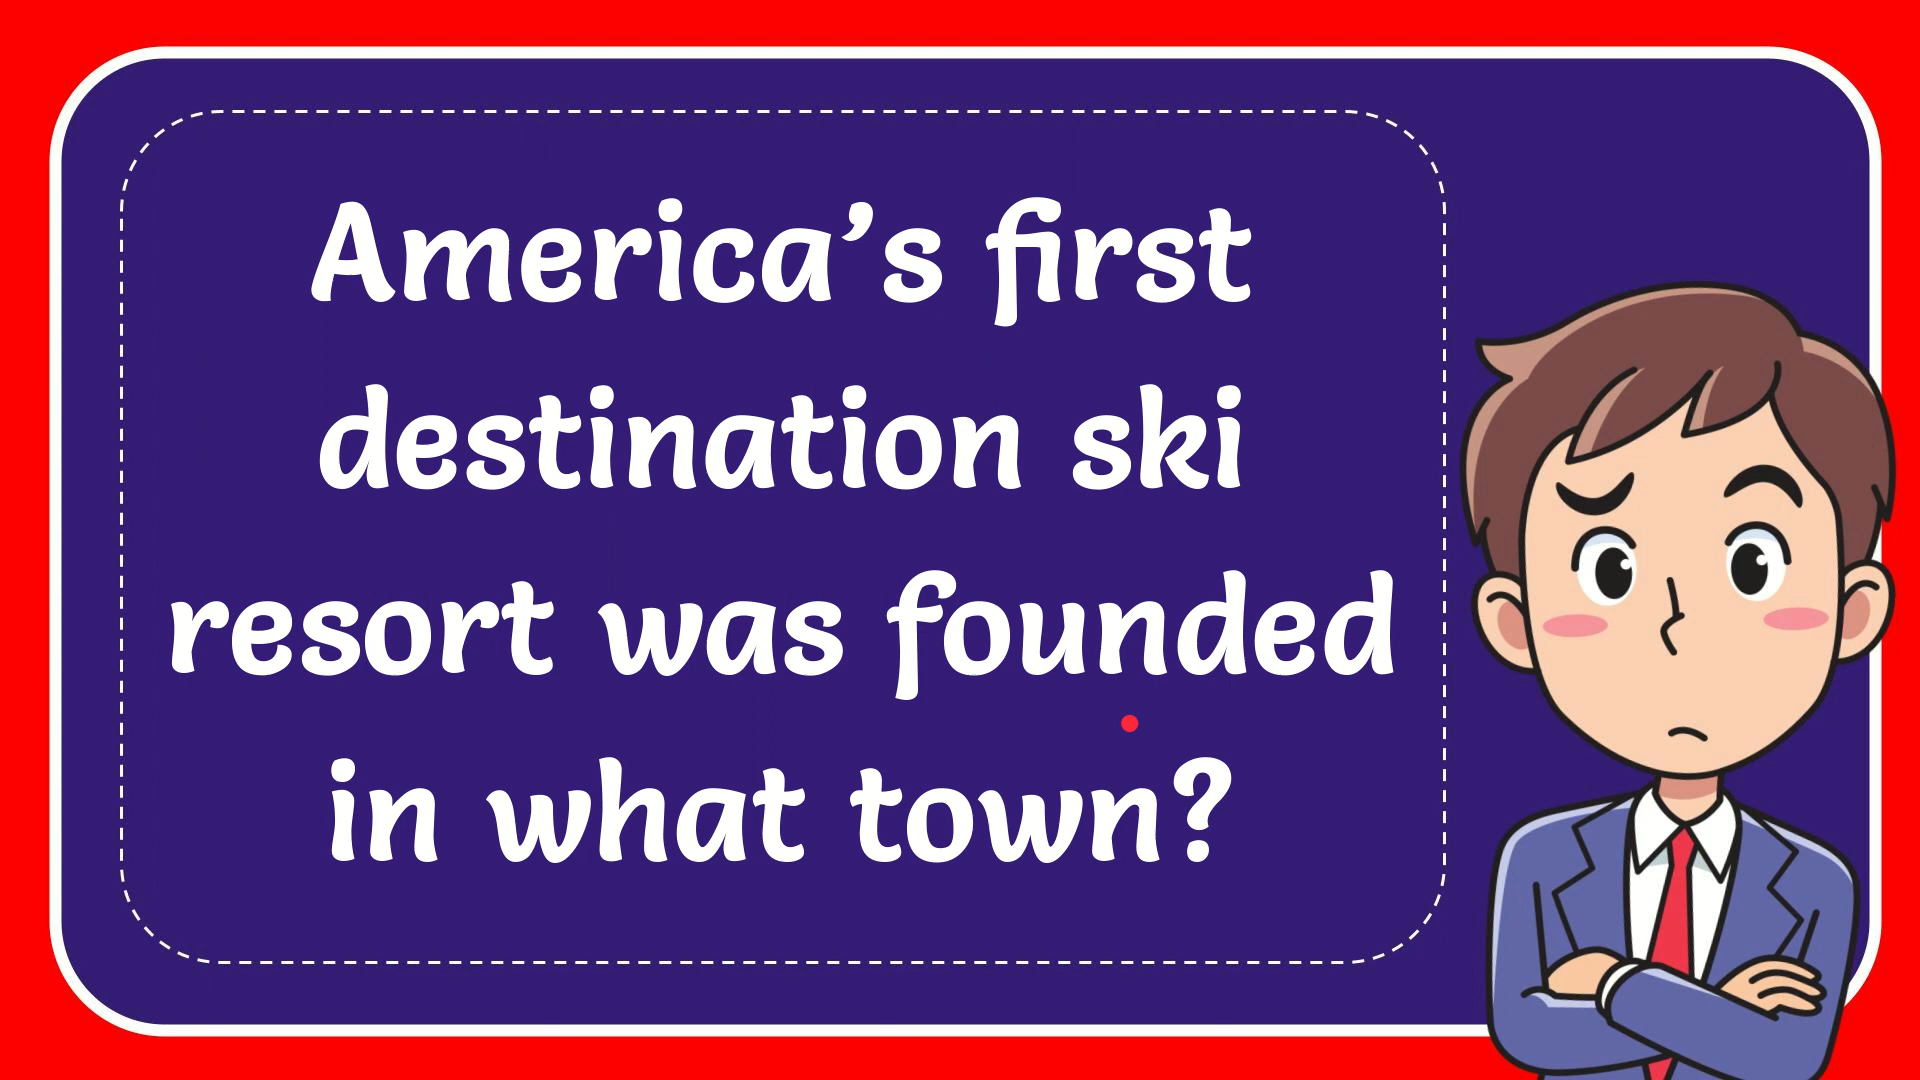 America’s first
destination ski
resort was founded
in what town?